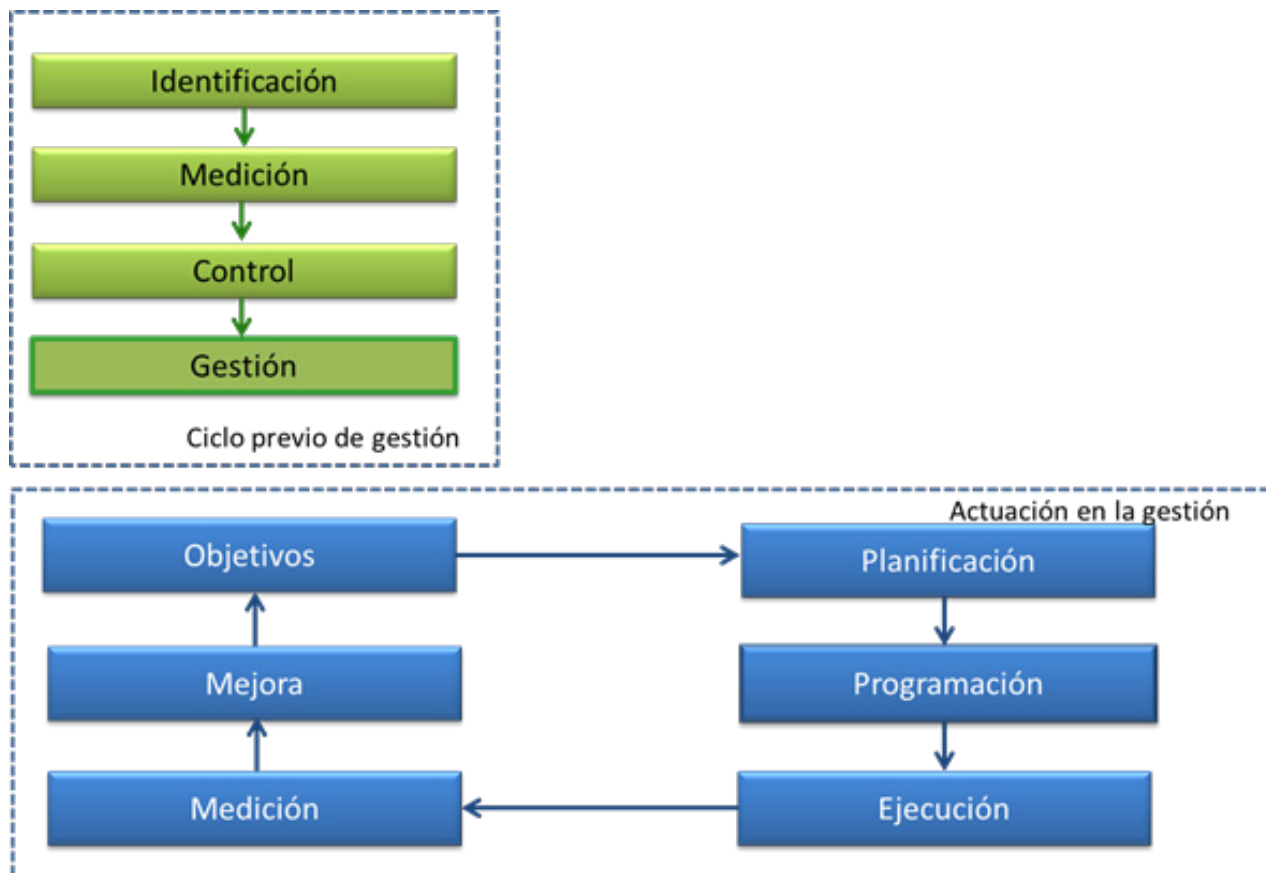 Identificación
Medición
Control
Gestión
Ciclo previo de gestión
Actuación en la gestión
Objetivos
Planificación
Mejora
Programación
Medición
Ejecución